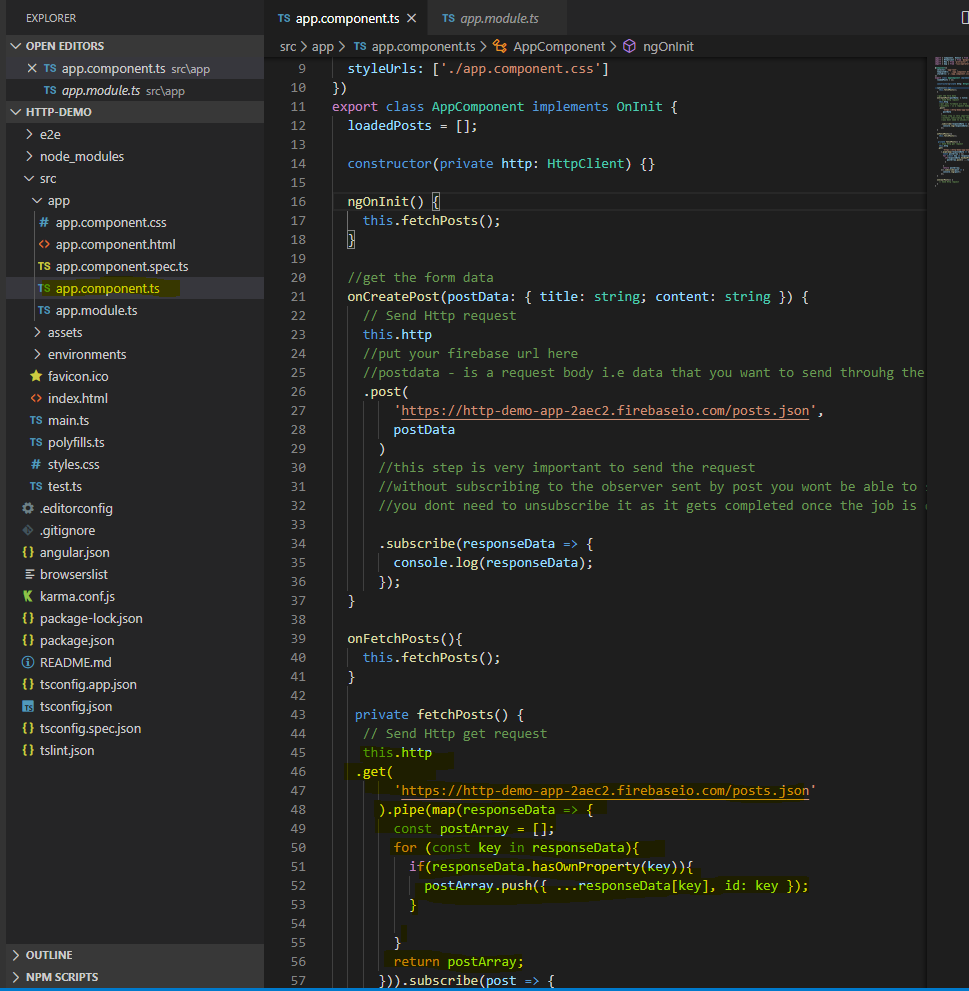 EXPLORER
OPEN EDITORS
app.component.ts src\app
TS app.module.ts src\app
HTTP-DEMO
e2e
node_modules
src
app
# app.component.css
<> app.component.html
TS app.component.spec.ts
TS app.component.ts
TS app.module.ts
assets
environments
favicon.ico
<> index.html
TS main.ts
TS polyfills.ts
# styles.css
TS test.ts
.editorconfig
.gitignore
{} angular.json
browserslist
karma.conf.js
{} package-lock.json
{} package.json
README.md
{} tsconfig.app.json
TS tsconfig.json
{} tsconfig.spec.json
{} tslint.json
OUTLINE
NPM SCRIPTS
TS app.component.ts
TS app.module.ts
src > app > TS app.component.ts > AppComponent > ngOnInit
9 styleUrls: ['./app.component.css']
10 })
11 export class AppComponent implements OnInit {
12 loadedPosts = [];
13
14 constructor(private http: HttpClient) {}
15
16 ngOnInit() {
17 this.fetchPosts();
18 }
19
20 //get the form data
21 onCreatePost(postData: { title: string; content: string }) {
22 // Send Http request
23 this.http
24 //put your firebase url here
25 //postdata - is a request body i.e data that you want to send throuhg the
26 .post(
27 'https://http-demo-app-2aec2.firebaseio.com/posts.json',
28 postData
29 )
30 //this step is very important to send the request
31 //without subscribing to the observer sent by post you wont be able to
32 //you dont need to unsubscribe it as it gets completed once the job is
33
34 .subscribe(responseData => {
35 console.log(responseData);
36 });
37 }
38
39 onFetchPosts(){
40 this.fetchPosts();
41 }
42
43 private fetchPosts() {
44 // Send Http get request
45 this.http
46 .get(
47 'https://http-demo-app-2aec2.firebaseio.com/posts.json'
48 ).pipe(map(responseData => {
49 const postArray = [];
50 for (const key in responseData){
51 if(responseData.hasOwnProperty(key)){
52 postArray.push({ ...responseData[key], id: key });
53 }
54
55 }
56 return postArray;
57 })).subscribe(post => {